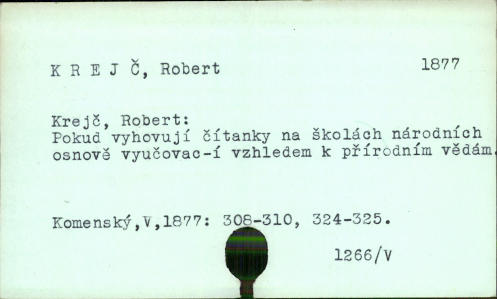 K R E J Č, Robert 1877
Krejč, Robert:
Pokud vyhovují čítanky na školách národních
osnově vyučovac-í vzhledem k přírodním vědám.
Komenský,V,1877: 308-310, 324-325.
1266/V